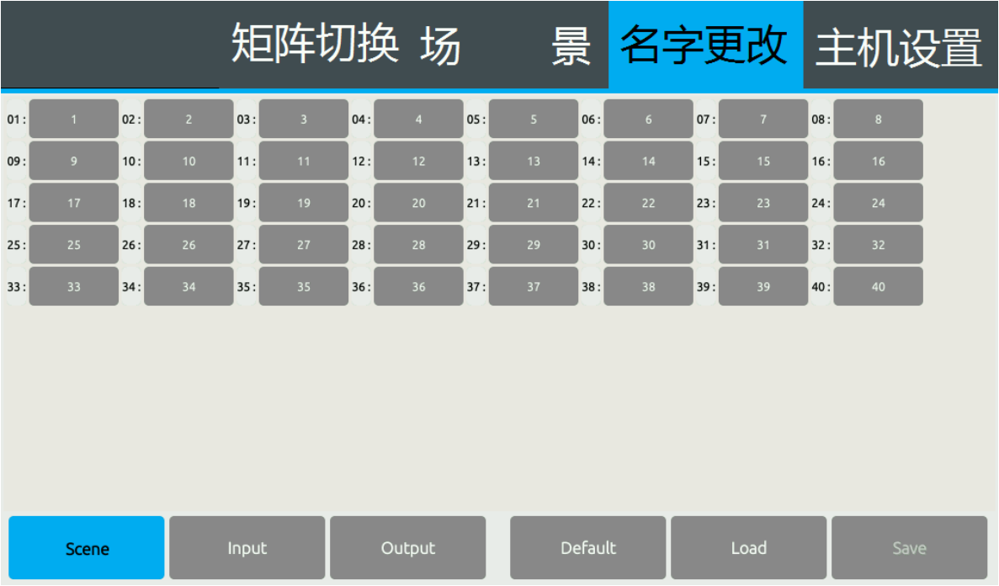 矩阵切换 场 景 名字更改 主机设置
01: 1 02: 2 03: 3 04: 4 05: 5 06: 6 07: 7 08: 8
09: 9 10: 10 11: 11 12: 12 13: 13 14: 14 15: 15 16: 16
17: 17 18: 18 19: 19 20: 20 21: 21 22: 22 23: 23 24: 24
25: 25 26: 26 27: 27 28: 28 29: 29 30: 30 31: 31 32: 32
33: 33 34: 34 35: 35 36: 36 37: 37 38: 38 39: 39 40: 40
Scene Input Output Default Load Save